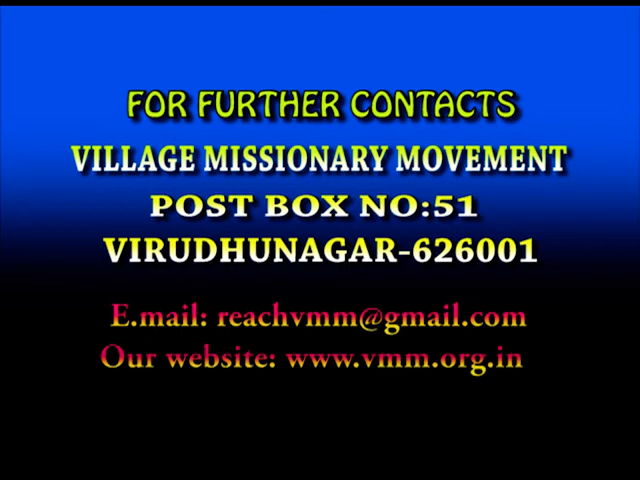 FOR FURTHER CONTACTS
VILLAGE MISSIONARY MOVEMENT
POST BOX NO:51
VIRUDHUNAGAR-626001
E.mail: reachvmm@gmail.com
Our website: www.vmm.org.in